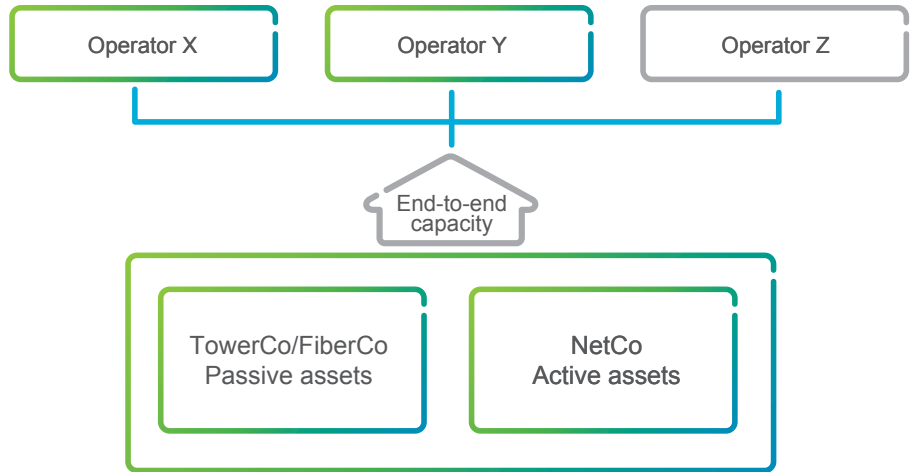 Operator X
Operator Y
Operator Z
End-to-end
capacity
TowerCo/FiberCo
Passive assets
NetCo
Active assets